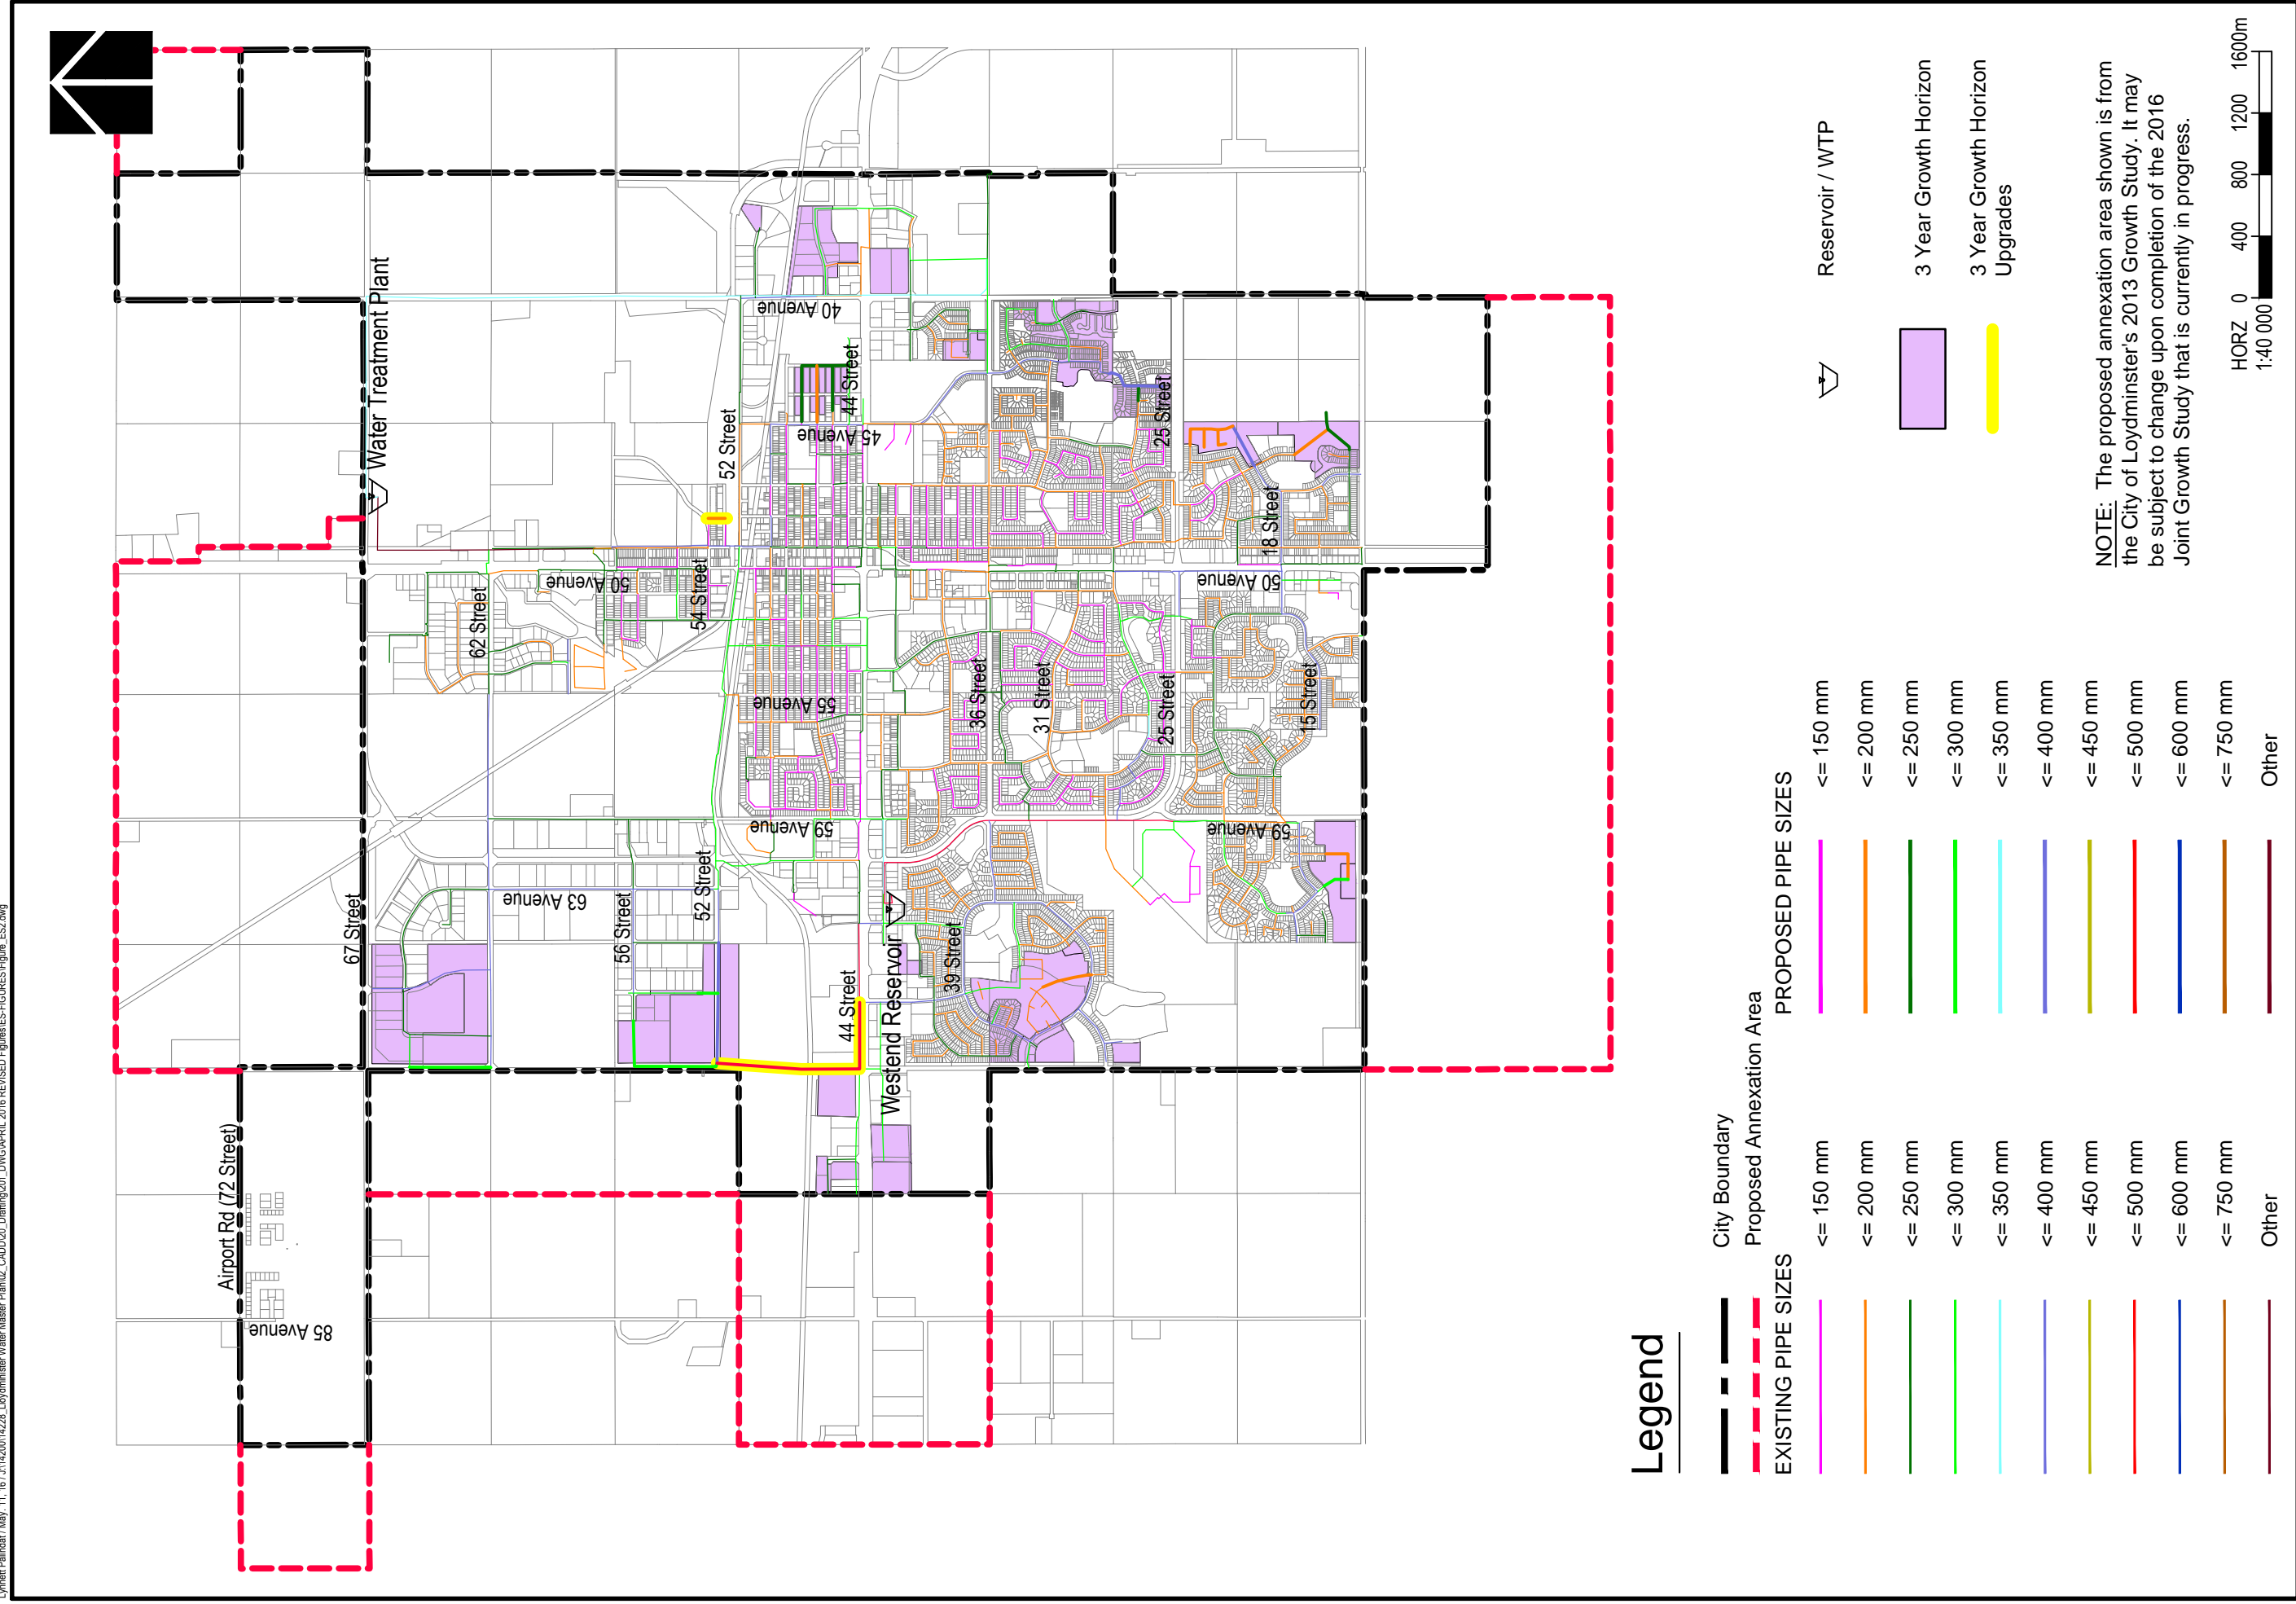 Airport Rd (72 Street)
85 Avenue
67 Street
Water Treatment Plant
62 Street
63 Avenue
50 Avenue
56 Street
54 Street
52 Street
52 Street
40 Avenue
55 Avenue
59 Avenue
45 Avenue
44 Street
44 Street
Westend Reservoir
39 Street
36 Street
31 Street
25 Street
25 Street
50 Avenue
59 Avenue
18 Street
15 Street
Legend
City Boundary
Proposed Annexation Area
EXISTING PIPE SIZES
<= 150 mm
<= 200 mm
<= 250 mm
<= 300 mm
<= 350 mm
<= 400 mm
<= 450 mm
<= 500 mm
<= 600 mm
<= 750 mm
Other
PROPOSED PIPE SIZES
<= 150 mm
<= 200 mm
<= 250 mm
<= 300 mm
<= 350 mm
<= 400 mm
<= 450 mm
<= 500 mm
<= 600 mm
<= 750 mm
Other
Reservoir / WTP
3 Year Growth Horizon
3 Year Growth Horizon
Upgrades
NOTE: The proposed annexation area shown is from
the City of Loydminster's 2013 Growth Study. It may
be subject to change upon completion of the 2016
Joint Growth Study that is currently in progress.
HORZ 0 400 800 1200 1600m
1:40 000